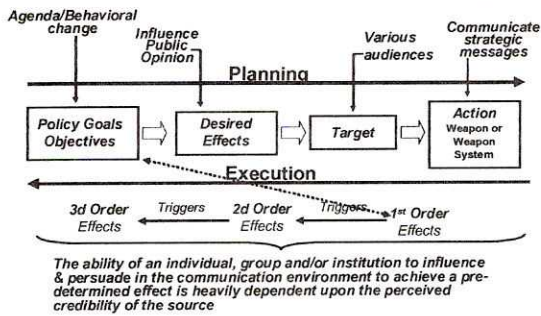 Agenda/Behavioral
change
Influence
Public
Opinion
Various
audiences
Communicate
strategic
messages
Planning
Policy Goals
Objectives
Desired
Effects
Target
Action
Weapon or
Weapon
System
Execution
3d Order
Effects
Triggers
2d Order
Effects
Triggers
1st Order
Effects
The ability of an individual, group and/or institution to influence
& persuade in the communication environment to achieve a pre-
determined effect is heavily dependent upon the perceived
credibility of the source